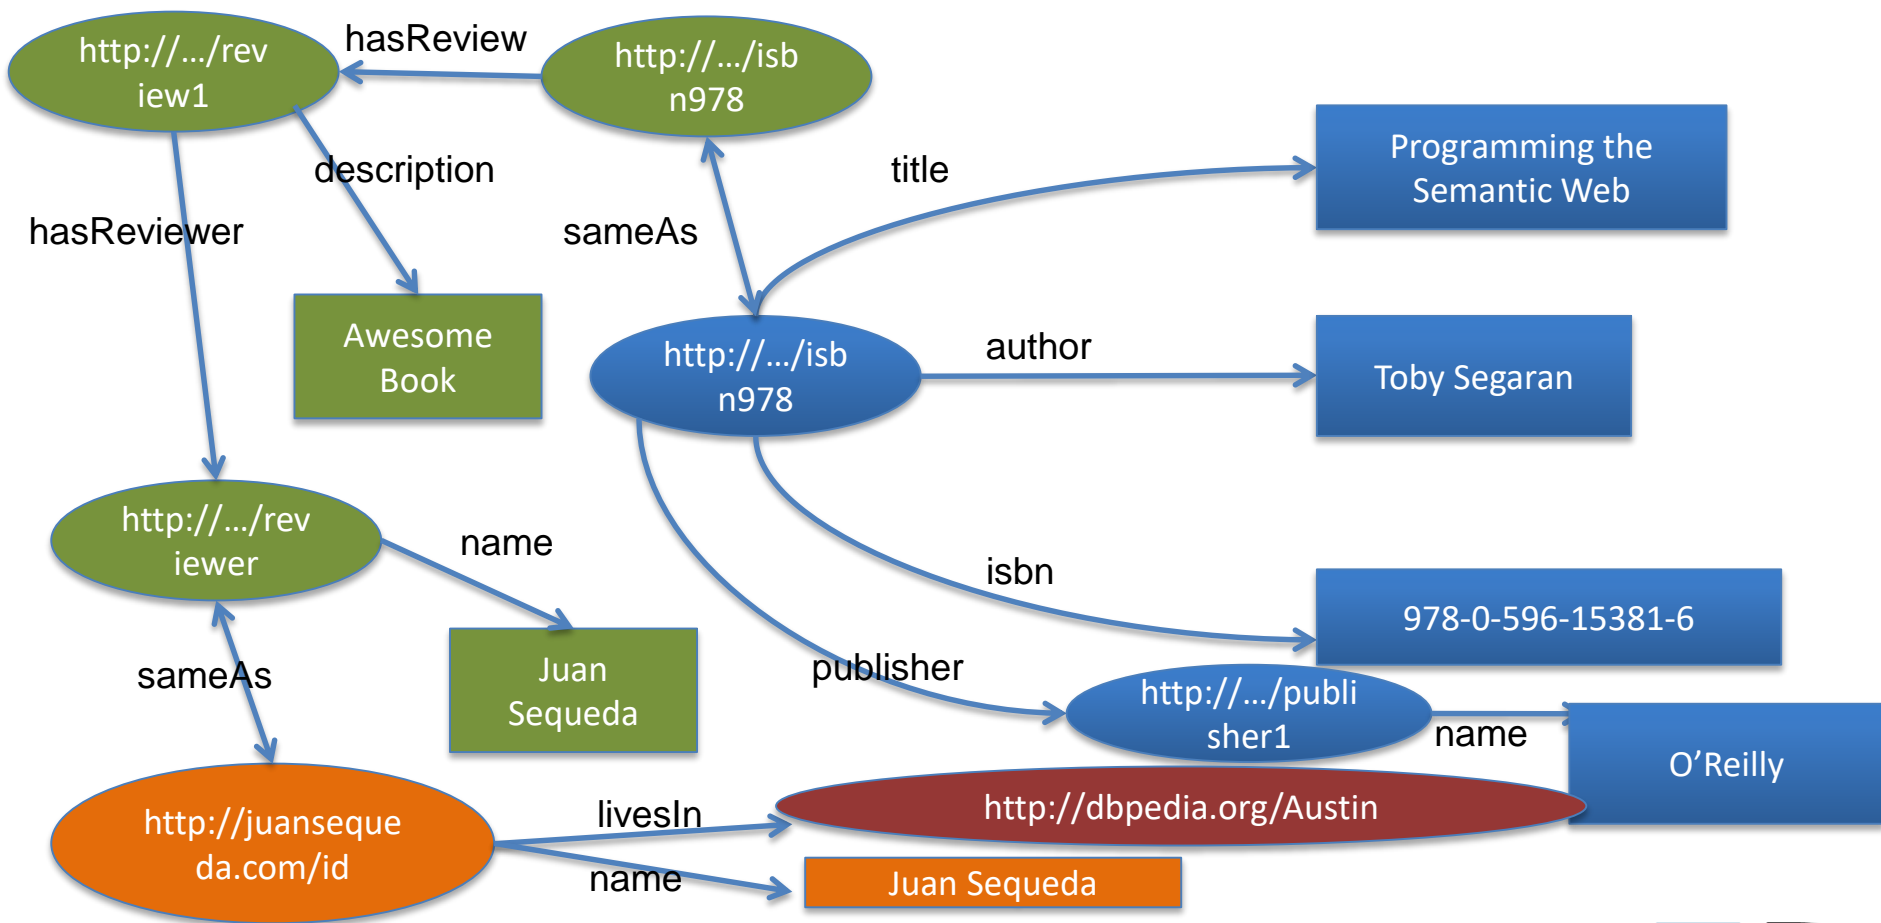 http://…/rev
iew1
hasReview
http://…/isb
n978
description
title
Programming the
Semantic Web
hasReviewer
sameAs
Awesome
Book
http://…/isb
n978
author
Toby Segaran
http://…/rev
iewer
name
isbn
978-0-596-15381-6
sameAs
Juan
Sequeda
publisher
http://…/publi
sher1
name
O’Reilly
http://juanseque
da.com/id
livesIn
http://dbpedia.org/Austin
name
Juan Sequeda